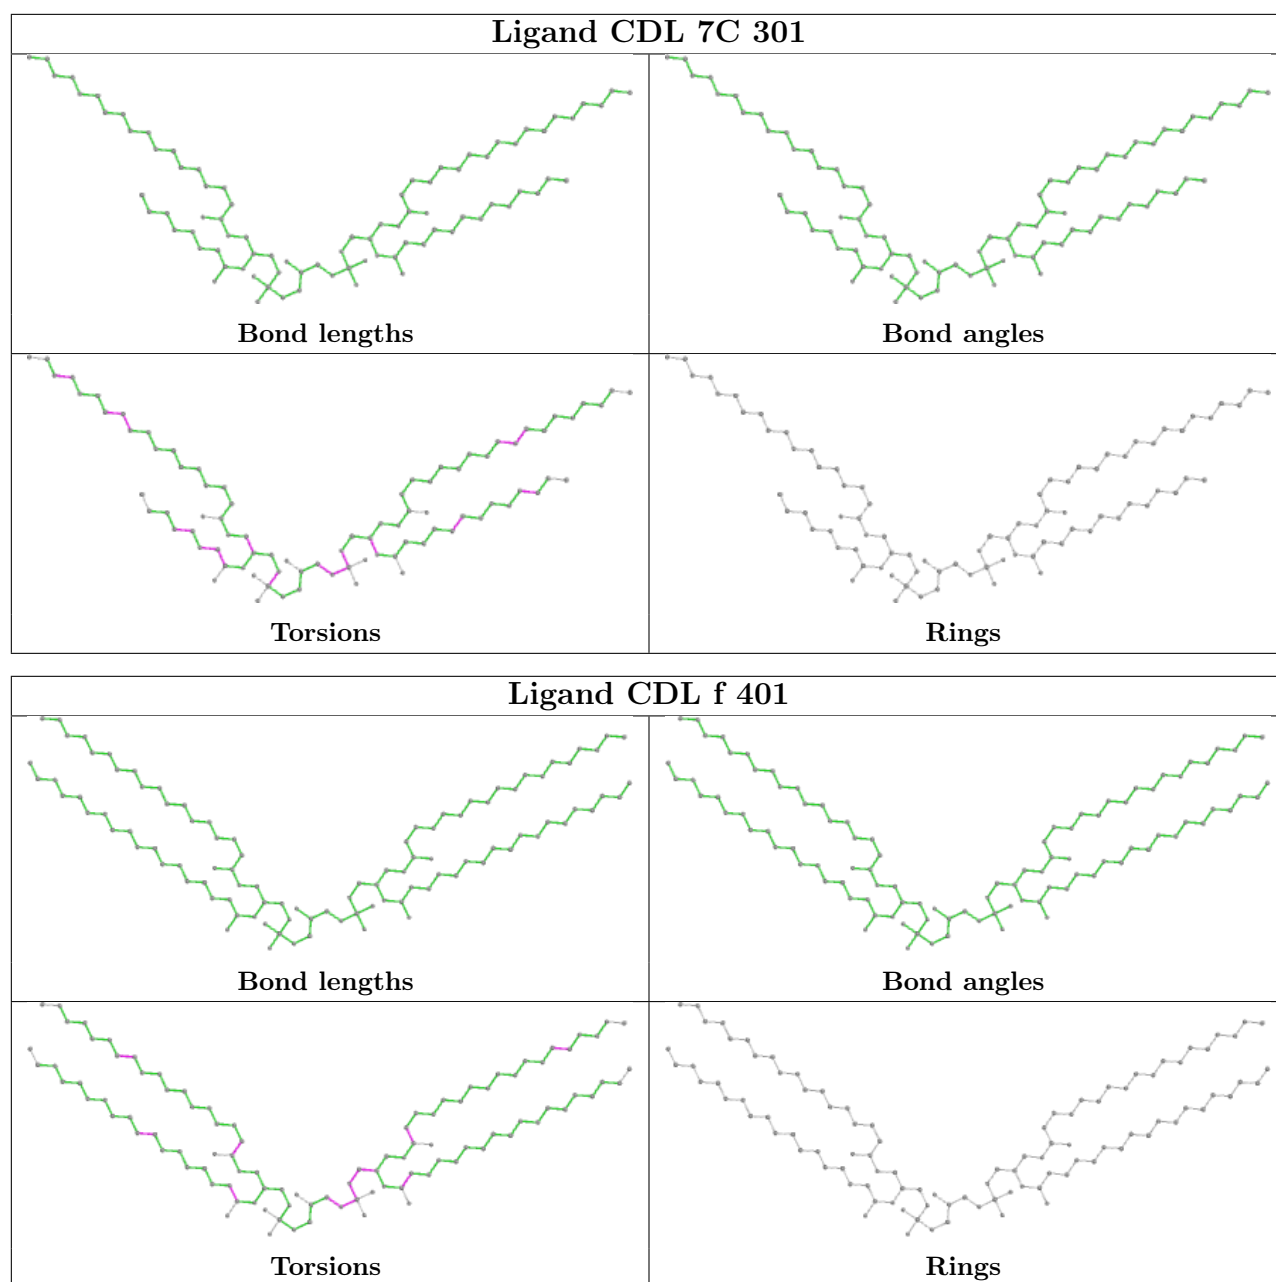 Ligand CDL 7C 301
Bond lengths
Bond angles
Torsions
Rings
Ligand CDL f 401
Bond lengths
Bond angles
Torsions
Rings